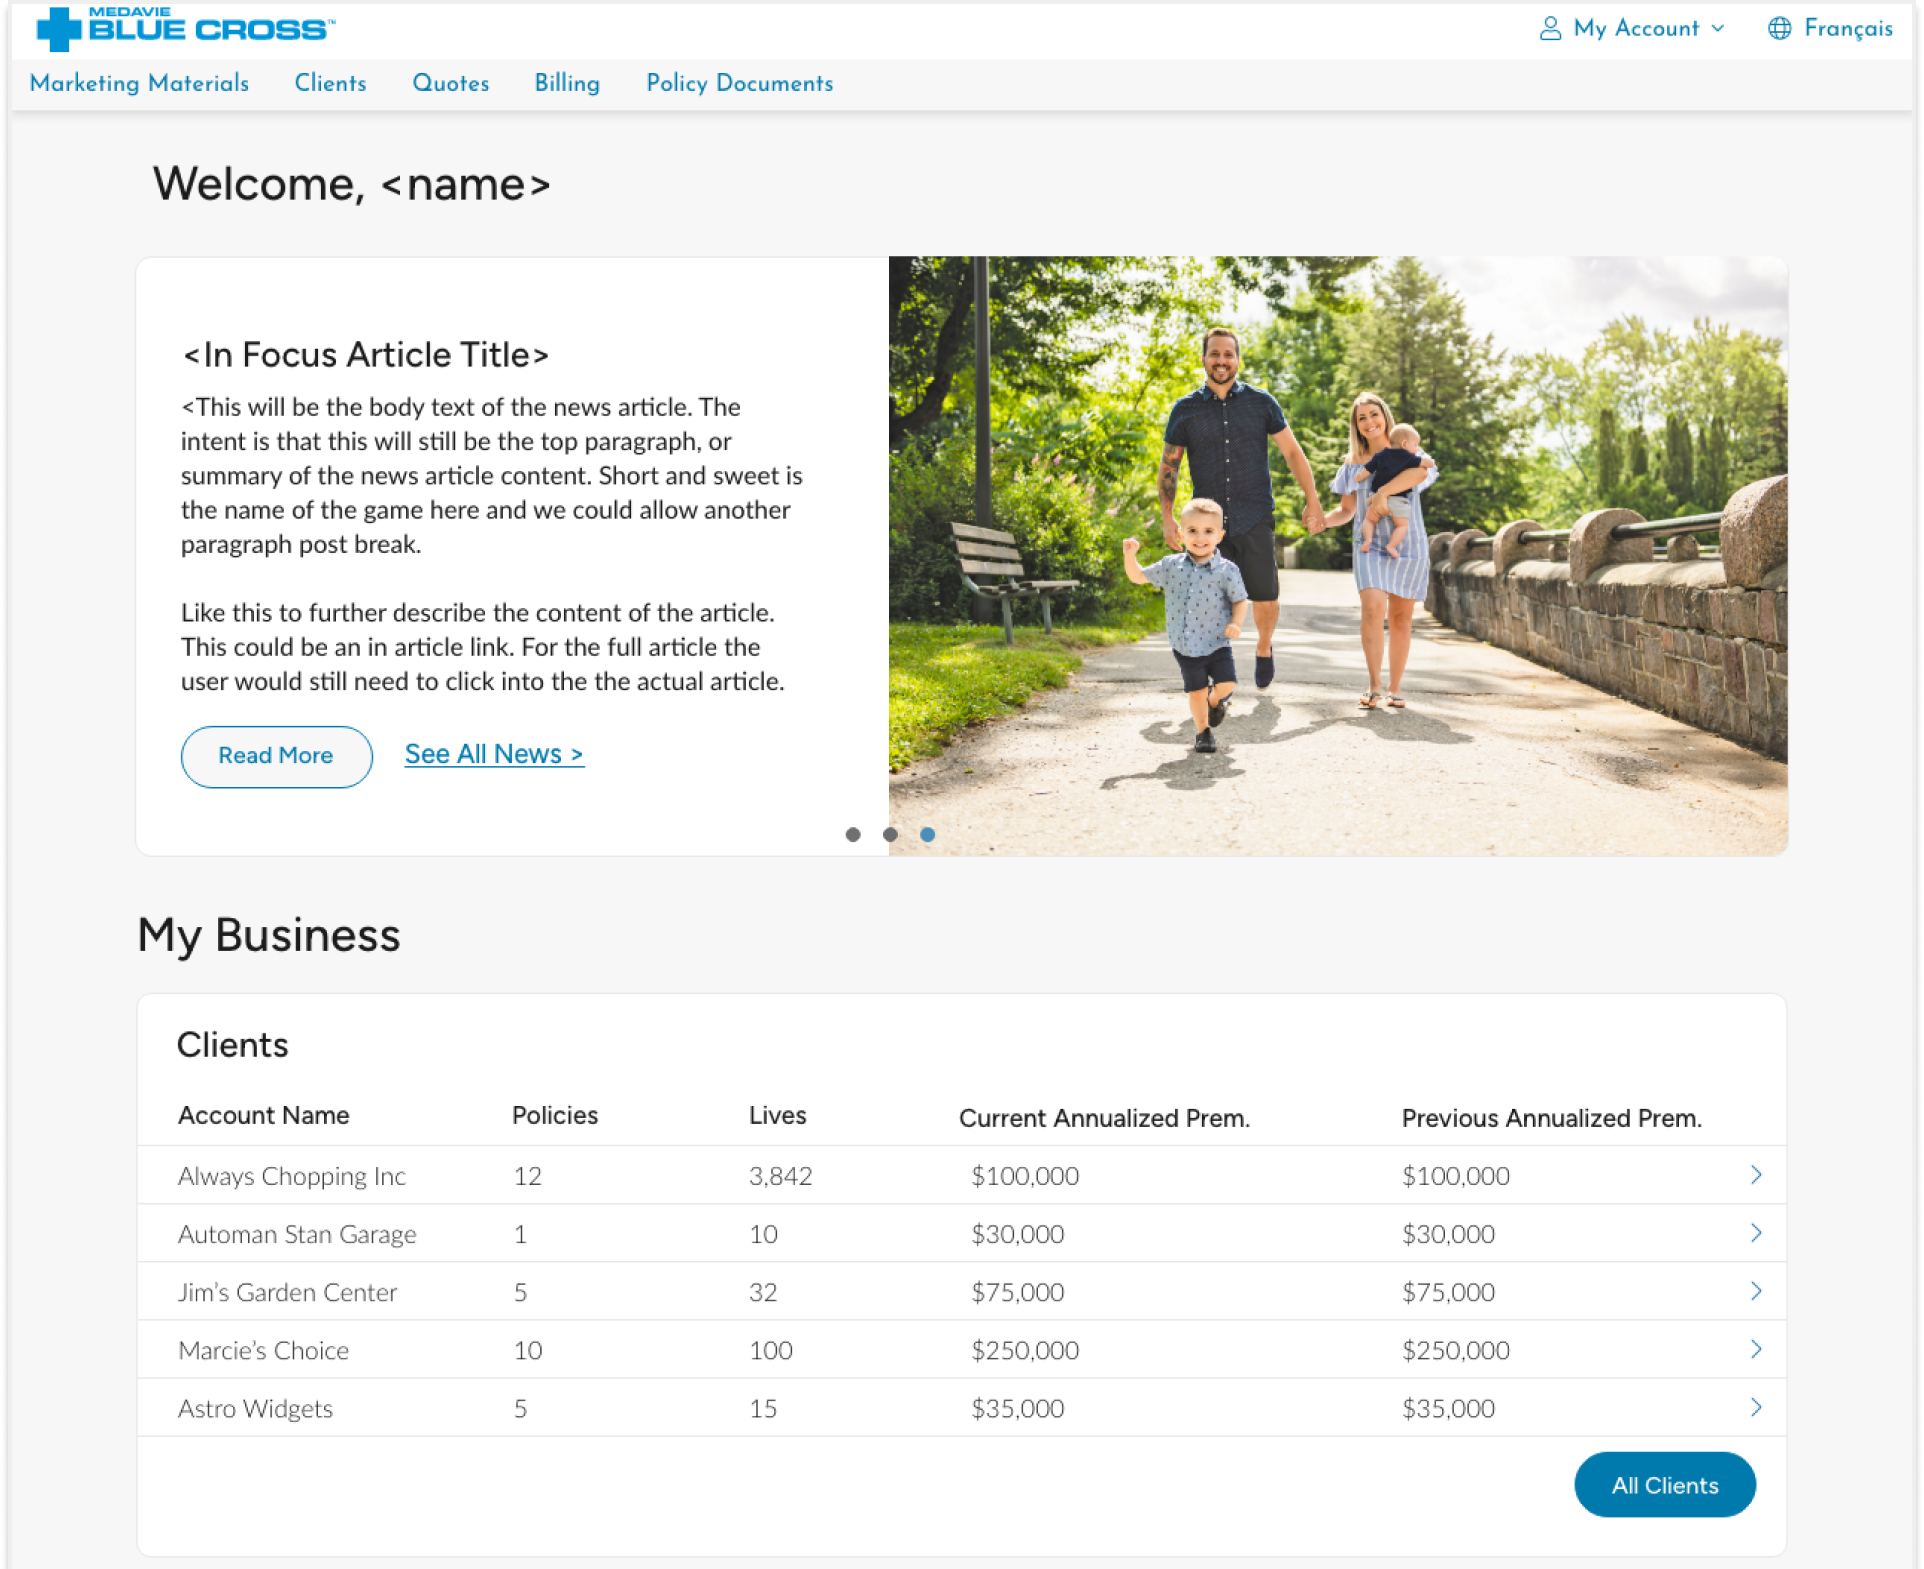 MEDAVIE
BLUE CROSS™
My Account
Français
Marketing Materials Clients Quotes Billing Policy Documents
Welcome, <name>
<In Focus Article Title>
<This will be the body text of the news article. The
intent is that this will still be the top paragraph, or
summary of the news article content. Short and sweet is
the name of the game here and we could allow another
paragraph post break.
Like this to further describe the content of the article.
This could be an in article link. For the full article the
user would still need to click into the the actual article.
Read More See All News >
My Business
Clients
Account Name Policies Lives Current Annualized Prem. Previous Annualized Prem.
Always Chopping Inc 12 3,842 $100,000 $100,000
Automan Stan Garage 1 10 $30,000 $30,000
Jim’s Garden Center 5 32 $75,000 $75,000
Marcie’s Choice 10 100 $250,000 $250,000
Astro Widgets 5 15 $35,000 $35,000
All Clients